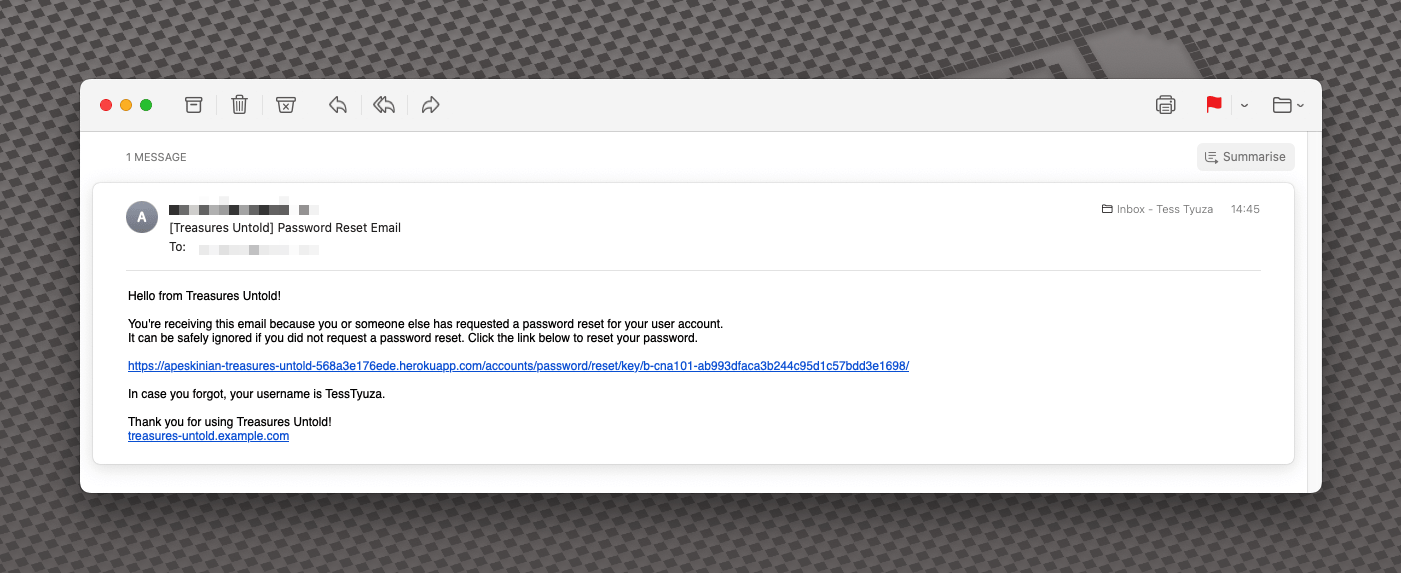 1 MESSAGE
Summarise
A
[Treasures Untold] Password Reset Email
Inbox - Tess Tyuza 14:45
To:
Hello from Treasures Untold!
You're receiving this email because you or someone else has requested a password reset for your user account.
It can be safely ignored if you did not request a password reset. Click the link below to reset your password.
https://apeskinian-treasures-untold-568a3e176ede.herokuapp.com/accounts/password/reset/key/b-cna101-ab993dfaca3b244c95d1c57bdd3e1698/
In case you forgot, your username is TessTyuza.
Thank you for using Treasures Untold!
treasures-untold.example.com